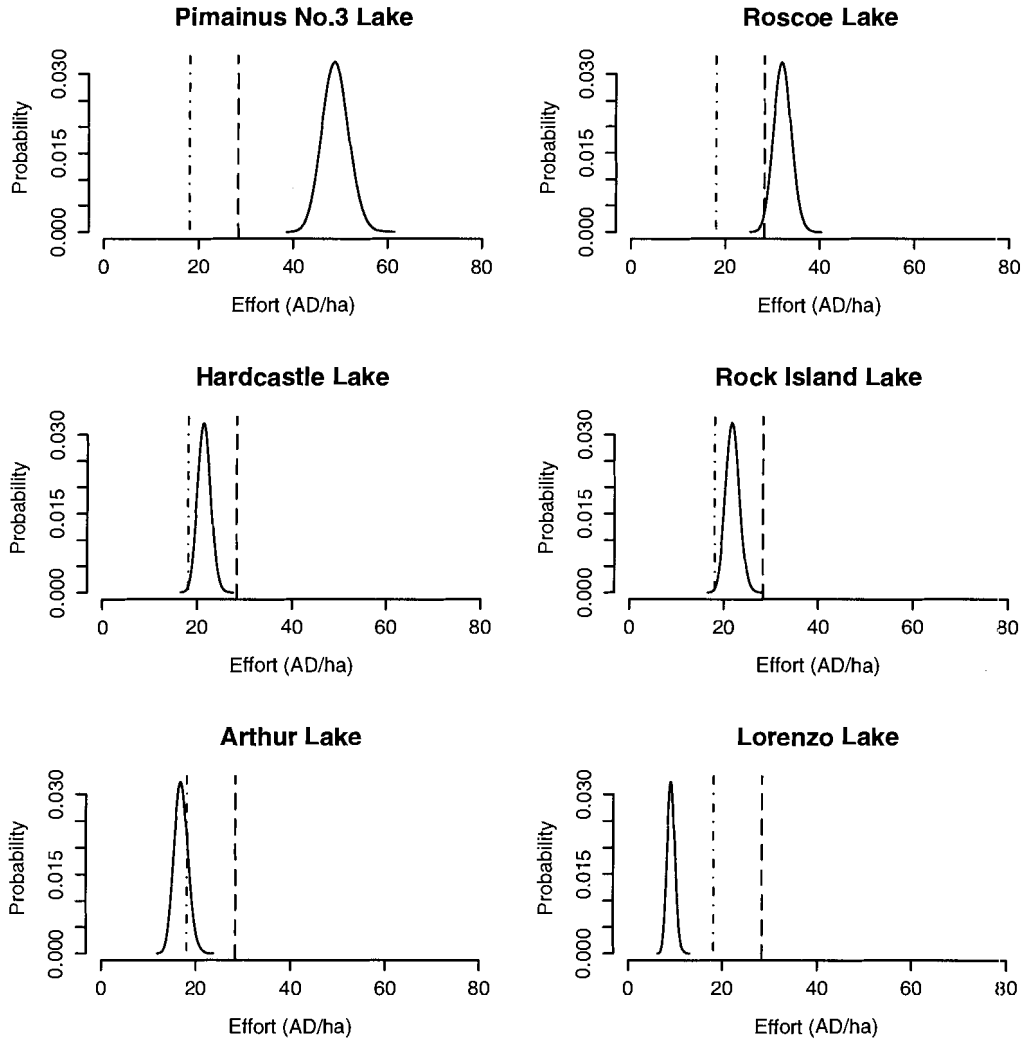 Pimainus No.3 Lake
Probability
0.030
0.015
0.000
0 20 40 60 80
Effort (AD/ha)
Roscoe Lake
Probability
0.030
0.015
0.000
0 20 40 60 80
Effort (AD/ha)
Hardcastle Lake
Probability
0.030
0.015
0.000
0 20 40 60 80
Effort (AD/ha)
Rock Island Lake
Probability
0.030
0.015
0.000
0 20 40 60 80
Effort (AD/ha)
Arthur Lake
Probability
0.030
0.015
0.000
0 20 40 60 80
Effort (AD/ha)
Lorenzo Lake
Probability
0.030
0.015
0.000
0 20 40 60 80
Effort (AD/ha)